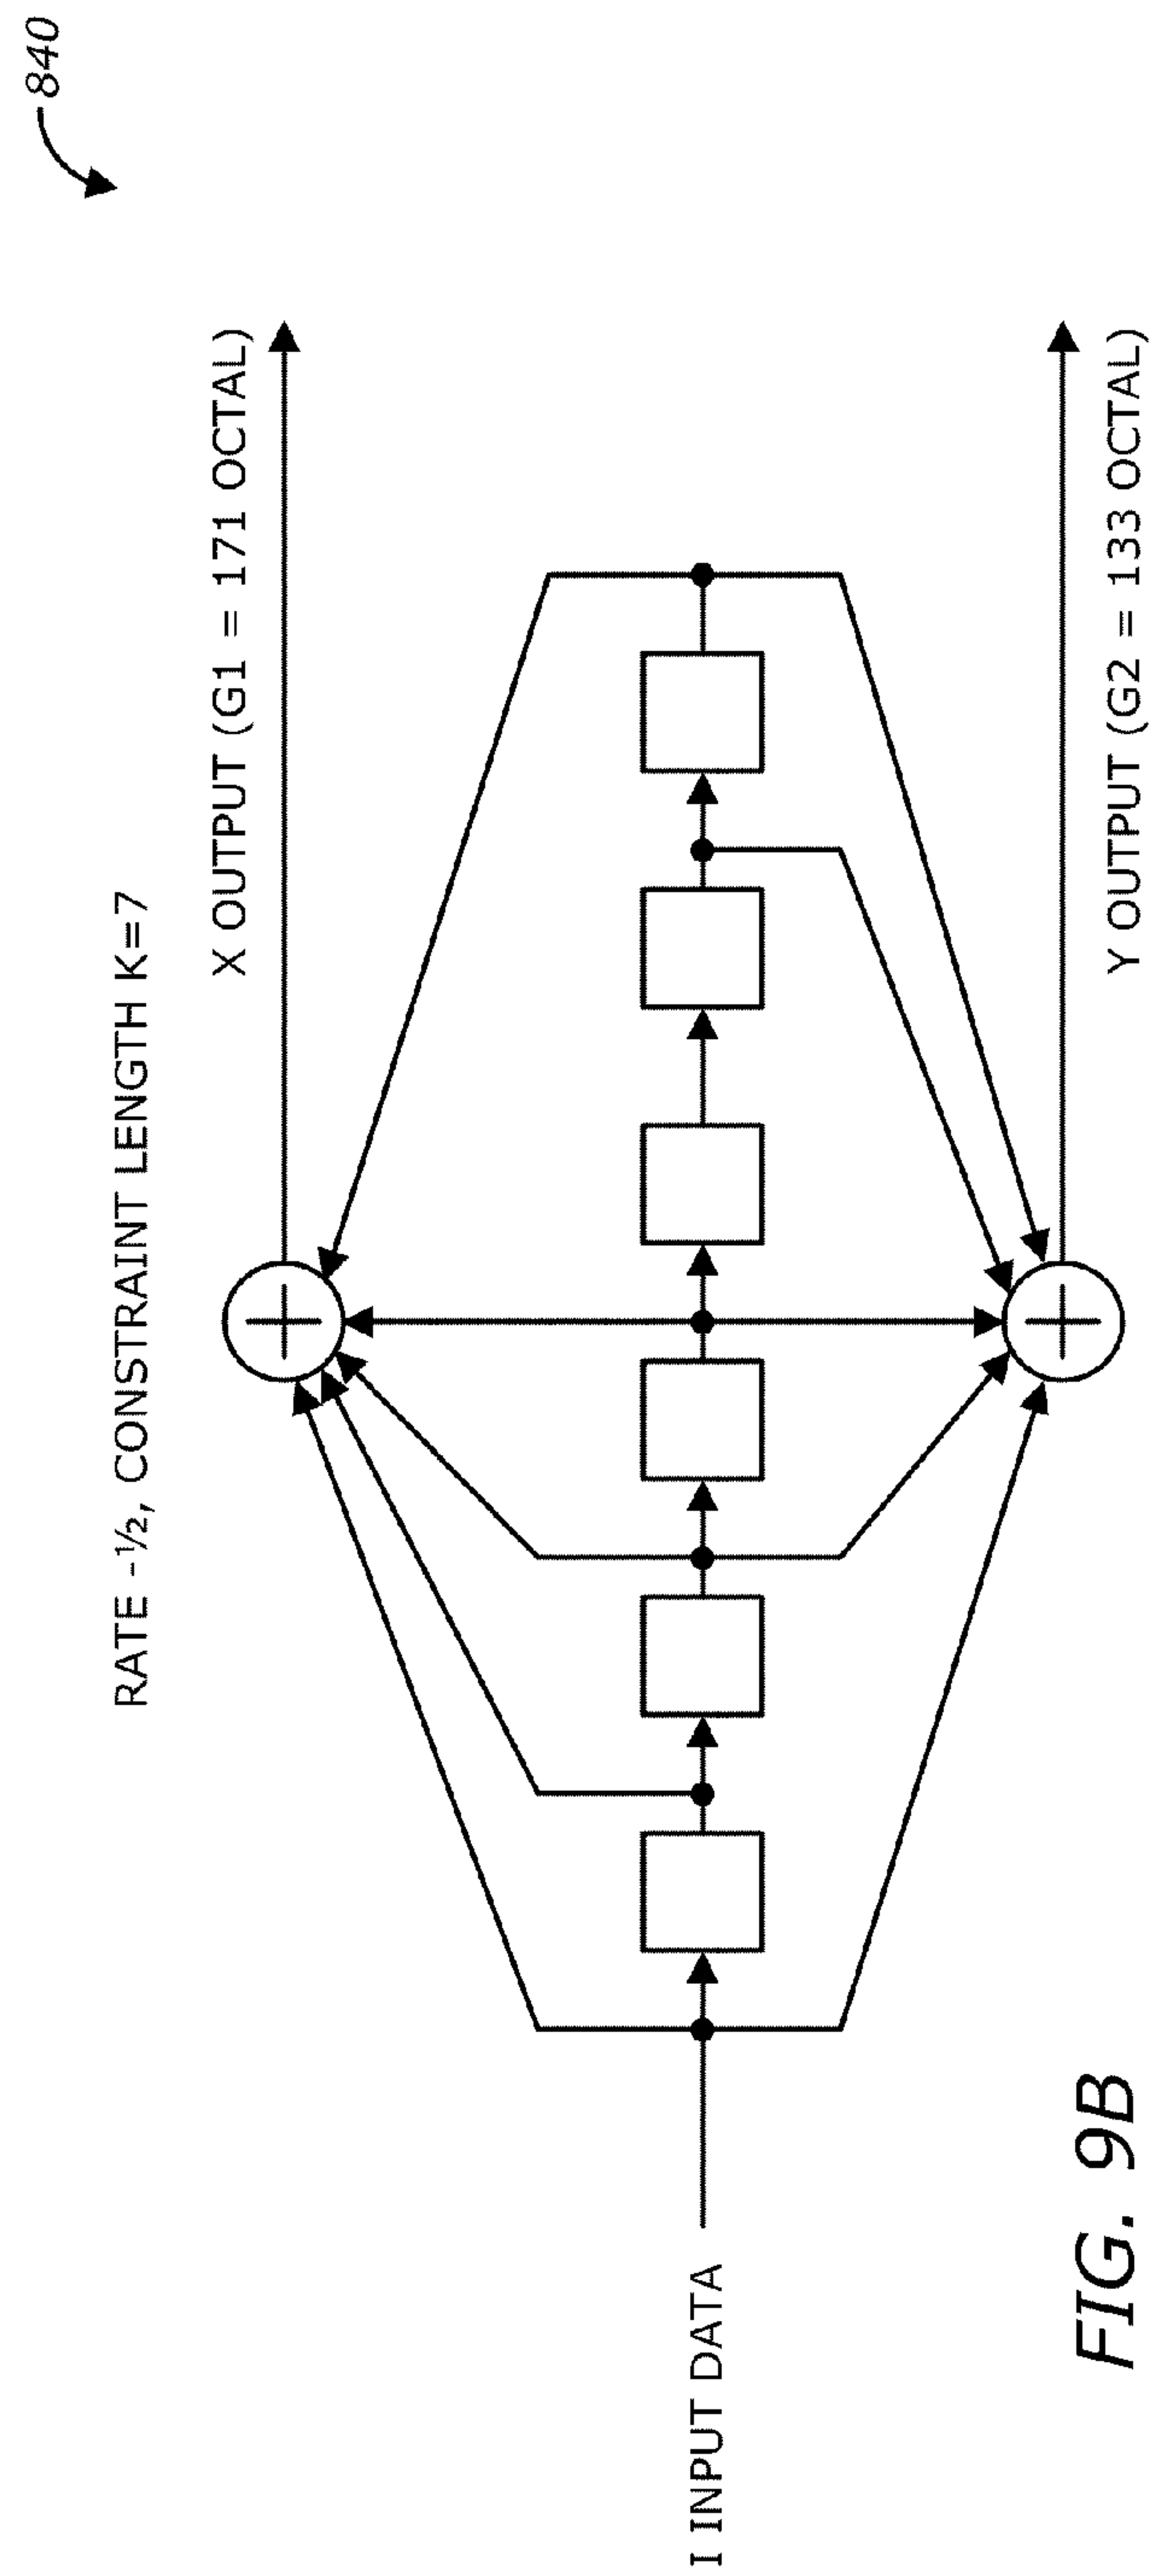 840
RATE -½, CONSTRAINT LENGTH K=7
X OUTPUT (G1 = 171 OCTAL)
I INPUT DATA
Y OUTPUT (G2 = 133 OCTAL)
FIG. 9B